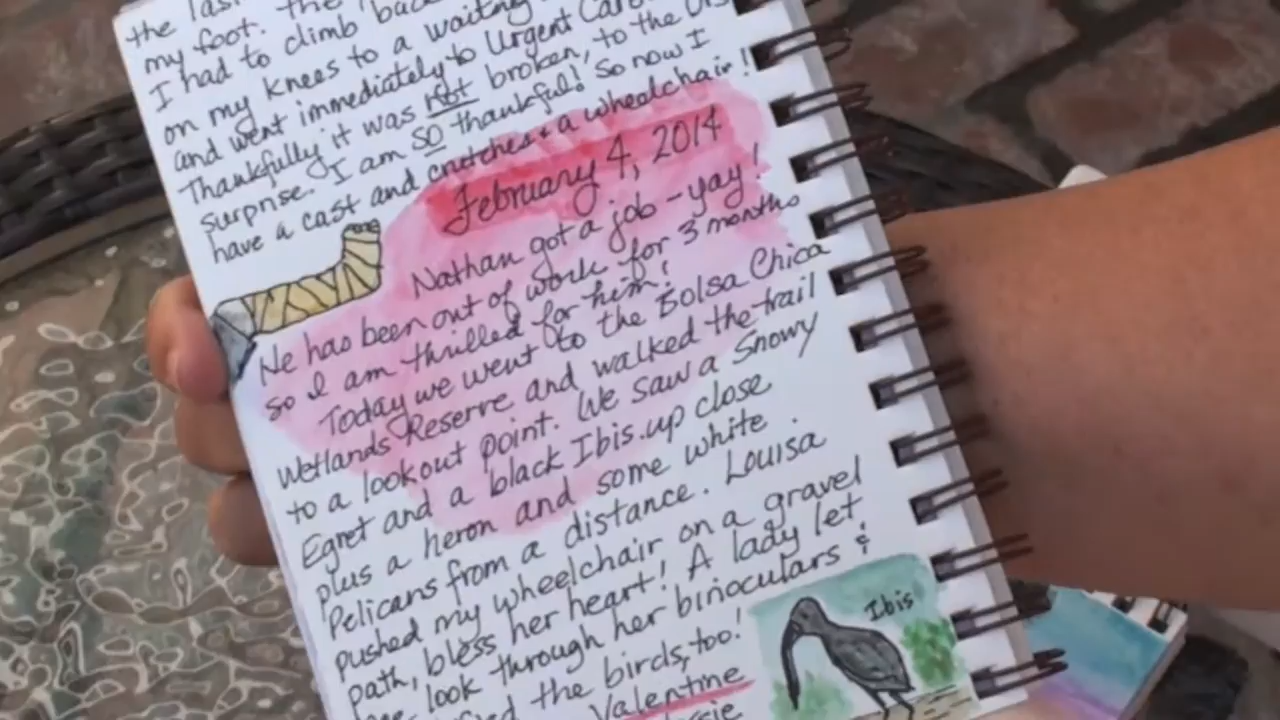 the last
my foot. the
I had to climb back
on my knees to a waiting
and went immediately to Urgent Care.
Thankfully it was not broken, to the Dr's
surprise. I am SO thankful! So now I
have a cast and crutches & a wheelchair!
February 4, 2014
Nathan got a job - yay!
He has been out of work for 3 months
so I am thrilled for him!
Today we went to the Bolsa Chica
Wetlands Reserve and walked the trail
to a lookout point. We saw a Snowy
Egret and a black Ibis up close
plus a heron and some white
Pelicans from a distance. Louisa
pushed my wheelchair on a gravel
path, bless her heart! A lady let
look through her binoculars &
the birds, too!
Ibis
Valentine